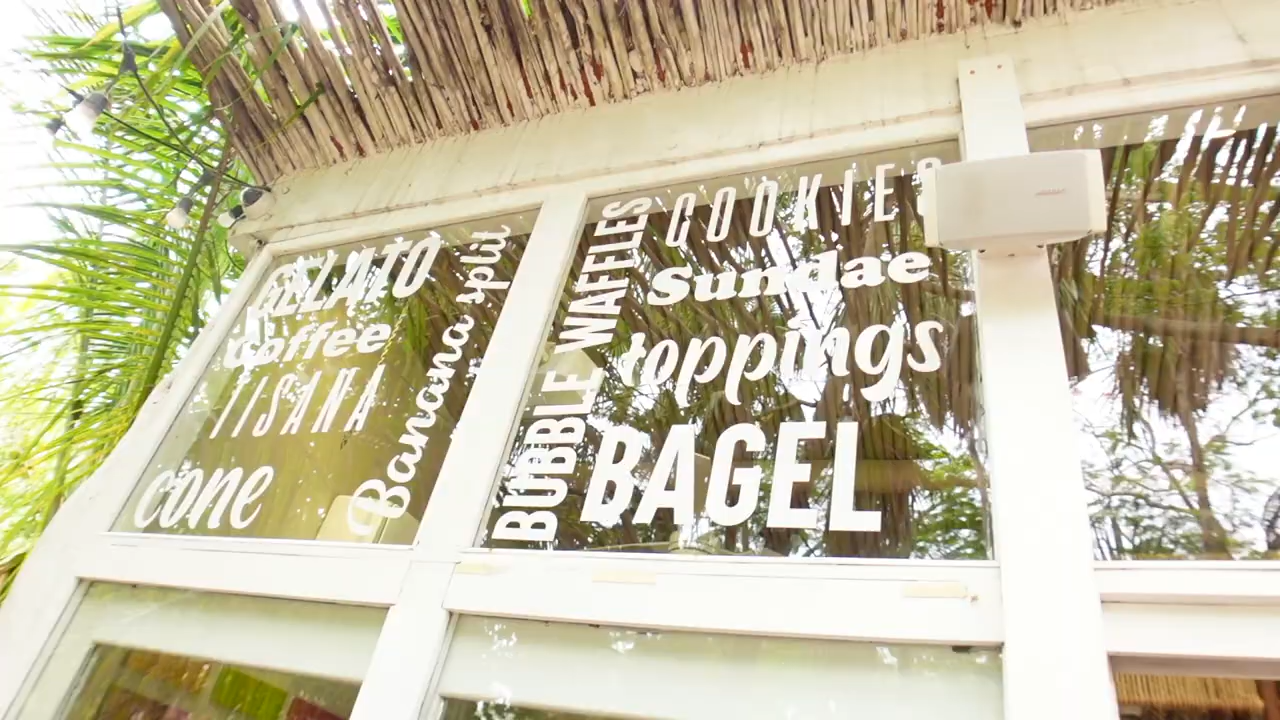 GELATO
Coffee
TISANA
cone
Banana split
BUBBLE WAFFLES
COOKIES
Sundae
toppings
BAGEL